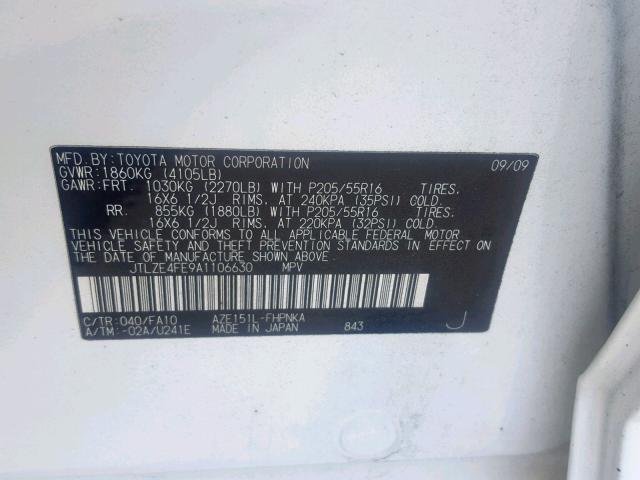 MFD.BY:TOYOTA MOTOR CORPORATION 09/09
GVWR:1860KG (4105LB)
GAWR:FRT. 1030KG (2270LB) WITH P205/55R16 TIRES.
16X6 1/2J RIMS. AT 240KPA (35PSI) COLD.
RR. 855KG (1880LB) WITH P205/55R16 TIRES.
16X6 1/2J RIMS. AT 220KPA (32PSI) COLD.
THIS VEHICLE CONFORMS TO ALL APPLICABLE FEDERAL MOTOR
VEHICLE SAFETY AND THEFT PREVENTION STANDARDS IN EFFECT ON
THE DATE OF MANUFACTURE SHOWN ABOVE.
JTLZE4FE9A1106630 MPV
C/TR:040/FA10 AZE151L-FHPNKA
A/TM:-02A/U241E MADE IN JAPAN 843 J